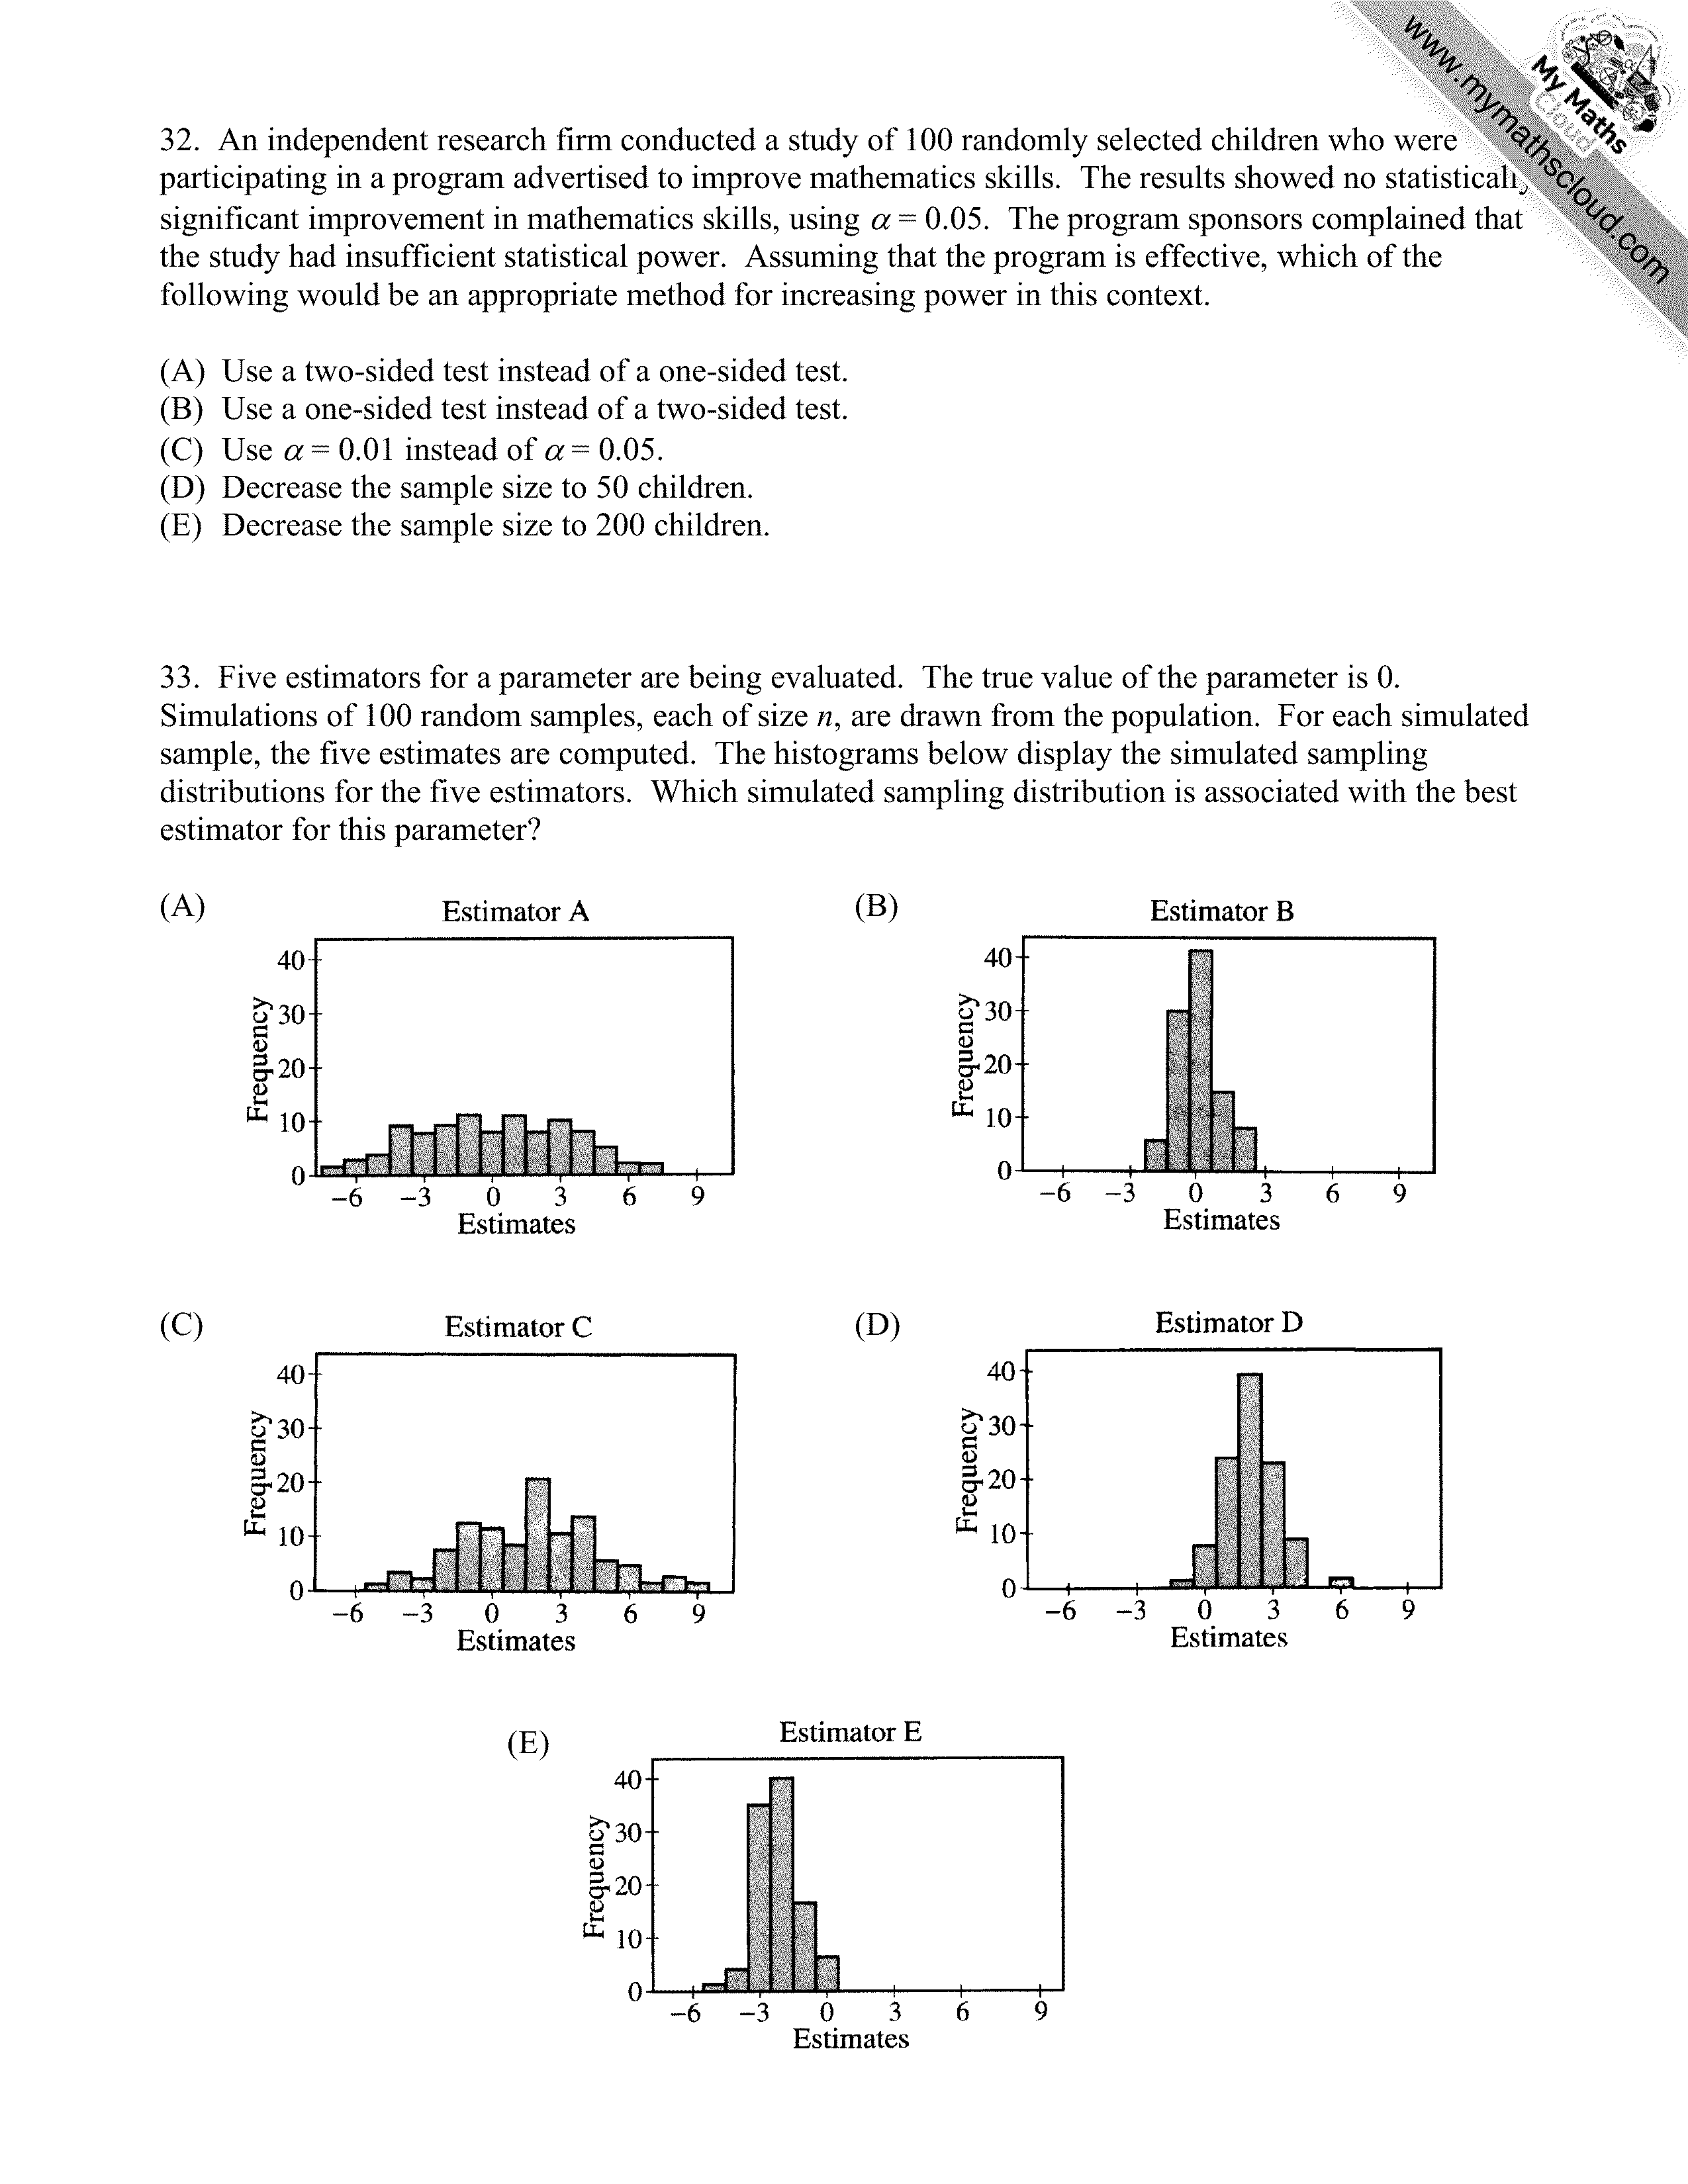 www.mymathscloud.com
My Maths
Cloud
32. An independent research firm conducted a study of 100 randomly selected children who were
participating in a program advertised to improve mathematics skills. The results showed no statistically
significant improvement in mathematics skills, using α = 0.05. The program sponsors complained that
the study had insufficient statistical power. Assuming that the program is effective, which of the
following would be an appropriate method for increasing power in this context.
(A) Use a two-sided test instead of a one-sided test.
(B) Use a one-sided test instead of a two-sided test.
(C) Use α = 0.01 instead of α = 0.05.
(D) Decrease the sample size to 50 children.
(E) Decrease the sample size to 200 children.
33. Five estimators for a parameter are being evaluated. The true value of the parameter is 0.
Simulations of 100 random samples, each of size n, are drawn from the population. For each simulated
sample, the five estimates are computed. The histograms below display the simulated sampling
distributions for the five estimators. Which simulated sampling distribution is associated with the best
estimator for this parameter?
(A) Estimator A
Frequency
40
30
20
10
0
−6 −3 0 3 6 9
Estimates
(B) Estimator B
Frequency
40
30
20
10
0
−6 −3 0 3 6 9
Estimates
(C) Estimator C
Frequency
40
30
20
10
0
−6 −3 0 3 6 9
Estimates
(D) Estimator D
Frequency
40
30
20
10
0
−6 −3 0 3 6 9
Estimates
(E) Estimator E
Frequency
40
30
20
10
0
−6 −3 0 3 6 9
Estimates